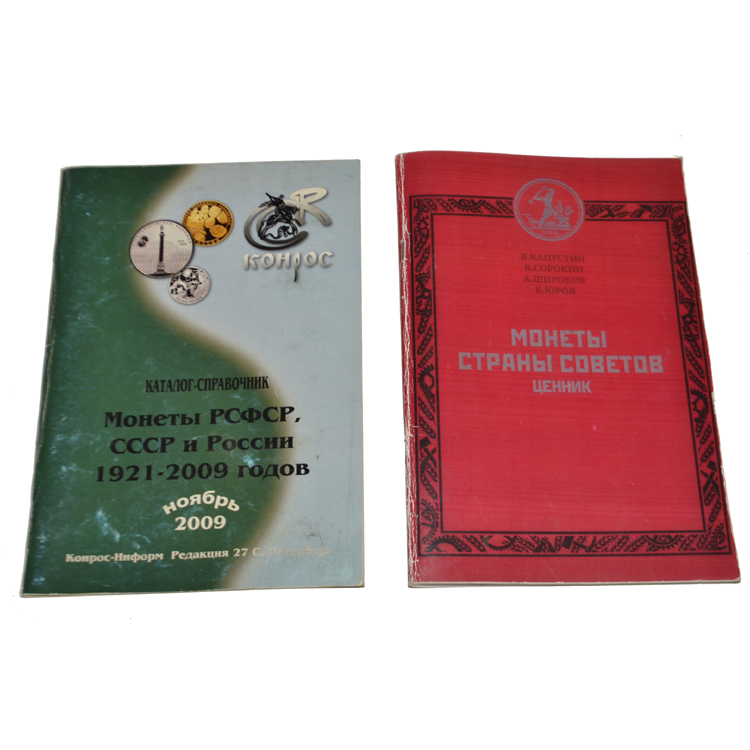 КОНРОС
КАТАЛОГ-СПРАВОЧНИК
Монеты РСФСР,
СССР и России
1921-2009 годов
ноябрь
2009
Конрос-Информ Редакция 27 С.
В.КАПУСТИН
В.СОРОКИН
А.ШИРОКОВ
Е.ЮРОВ
МОНЕТЫ
СТРАНЫ СОВЕТОВ
ЦЕННИК